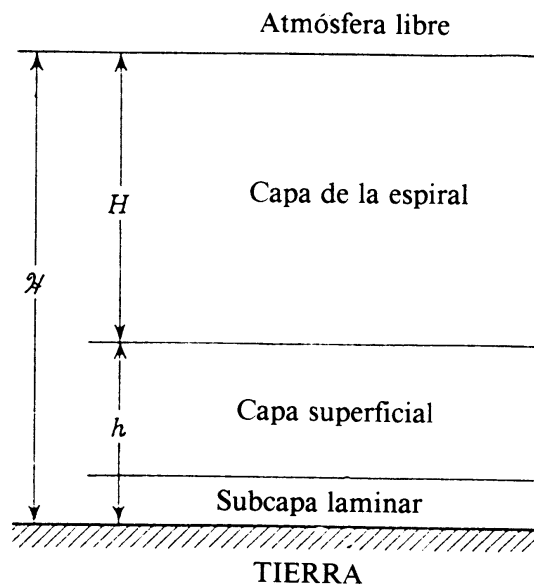 Atmósfera libre
Capa de la espiral
H
ℋ
Capa superficial
h
Subcapa laminar
TIERRA